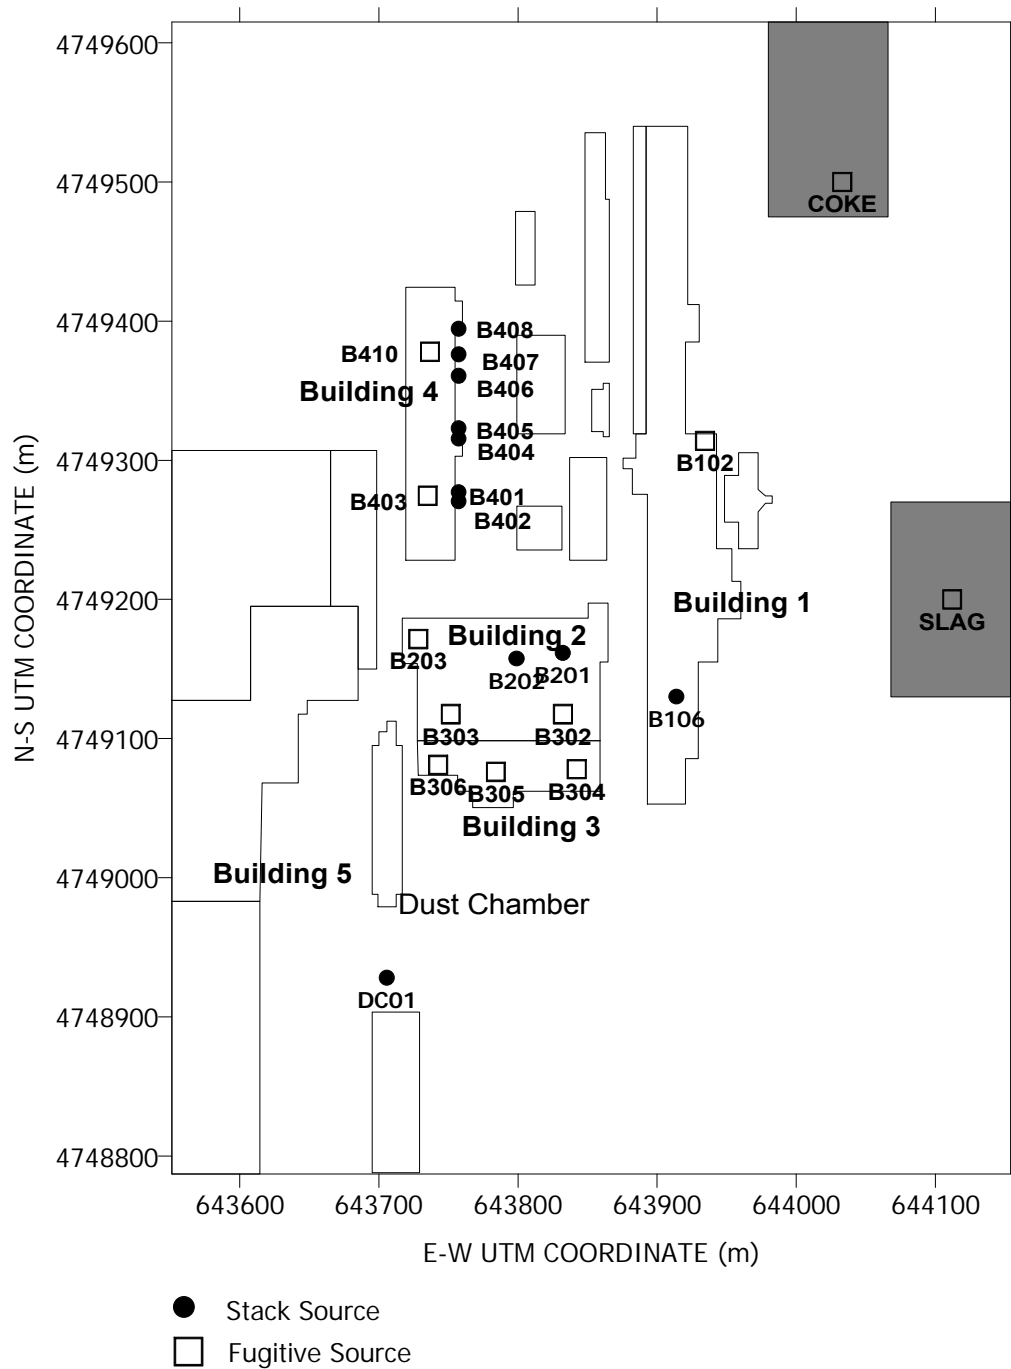 4749600
4749500
COKE
4749400
B408
B410
B407
Building 4
B406
B405
B404
4749300
B102
B401
B403
B402
4749200
Building 1
SLAG
Building 2
B203
B202
B201
B106
4749100
B303
B302
B306
B305
B304
Building 3
4749000
Building 5
Dust Chamber
DC01
4748900
4748800
N-S UTM COORDINATE (m)
643600 643700 643800 643900 644000 644100
E-W UTM COORDINATE (m)
Stack Source
Fugitive Source